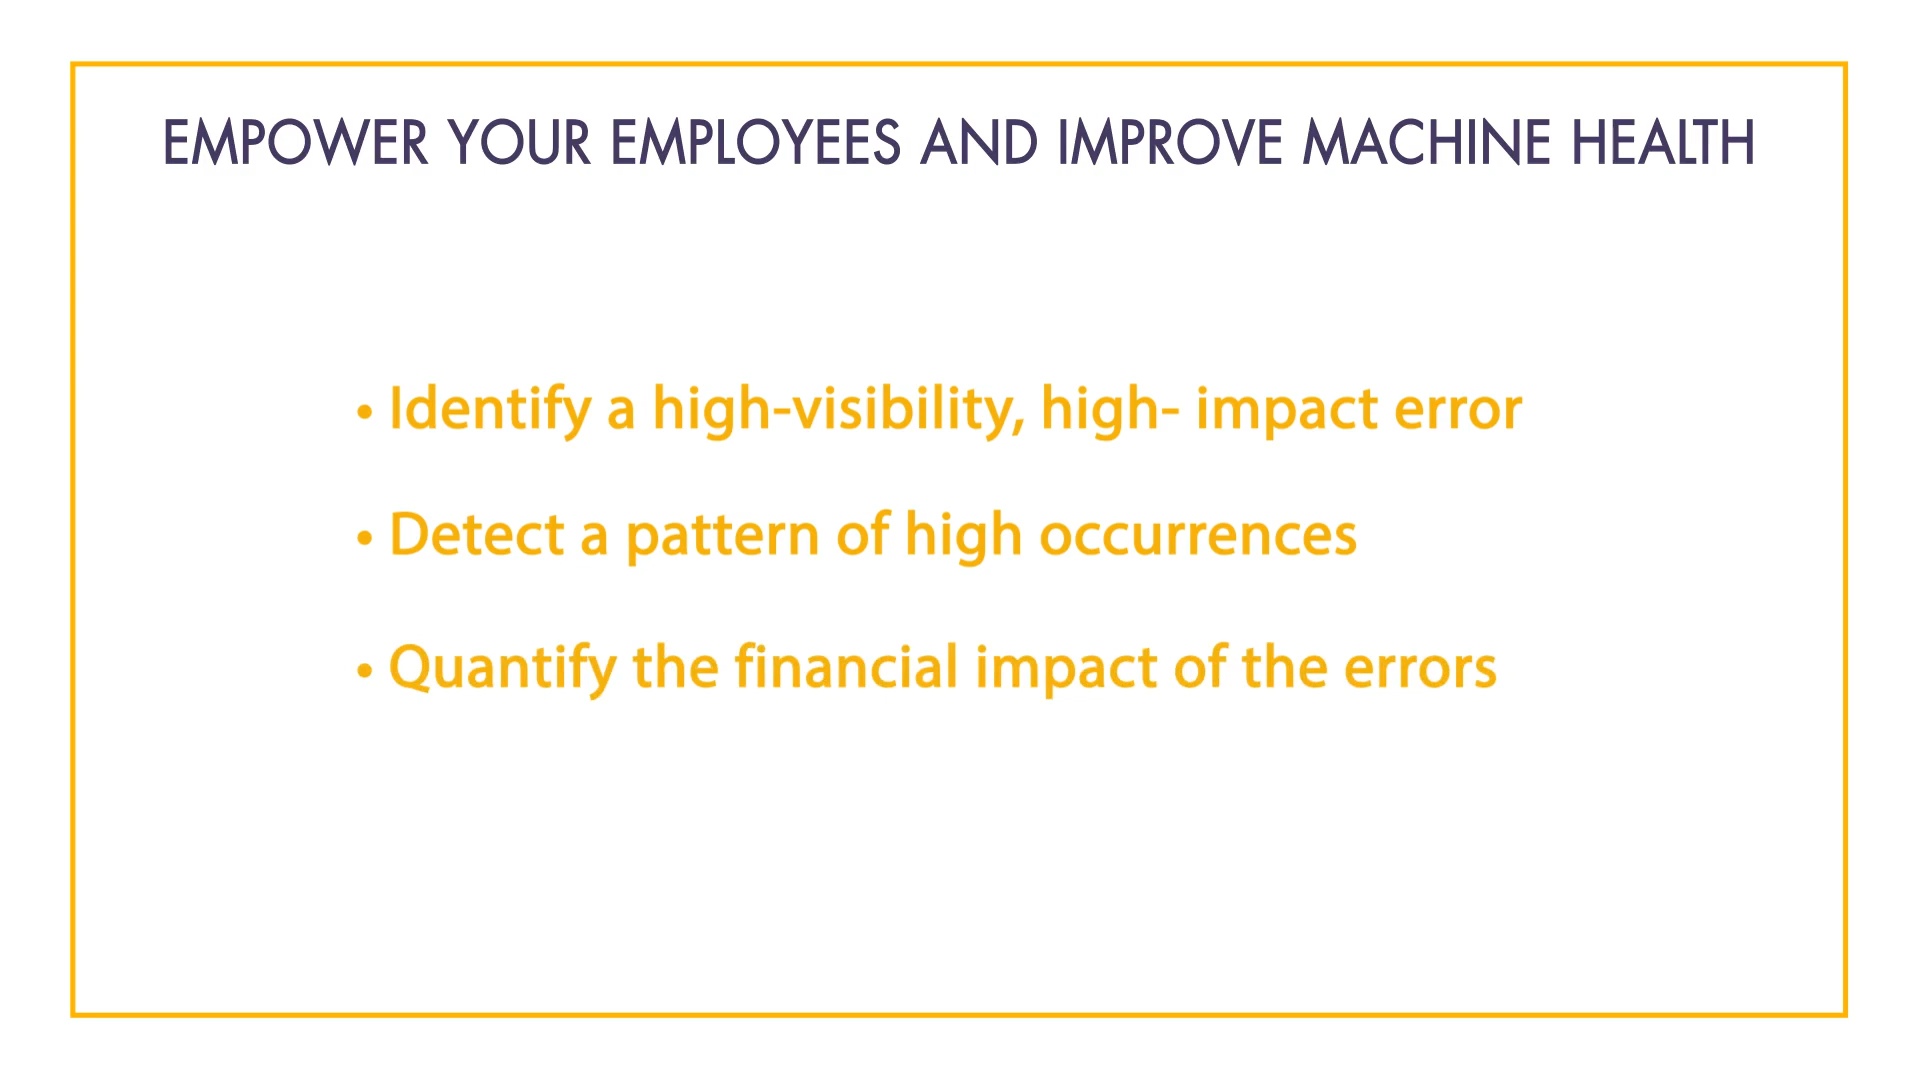 EMPOWER YOUR EMPLOYEES AND IMPROVE MACHINE HEALTH
• Identify a high-visibility, high- impact error
• Detect a pattern of high occurrences
• Quantify the financial impact of the errors